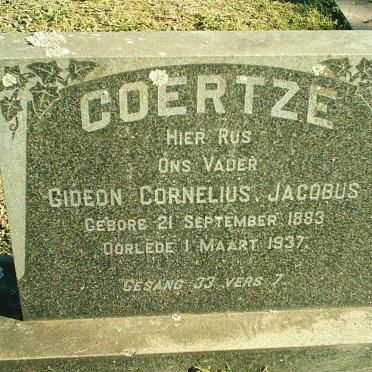 COERTZE
HIER RUS
ONS VADER
GIDEON CORNELIUS JACOBUS
GEBORE 21 SEPTEMBER 1883
OORLEDE 1 MAART 1937.
GESANG 33 VERS 7.